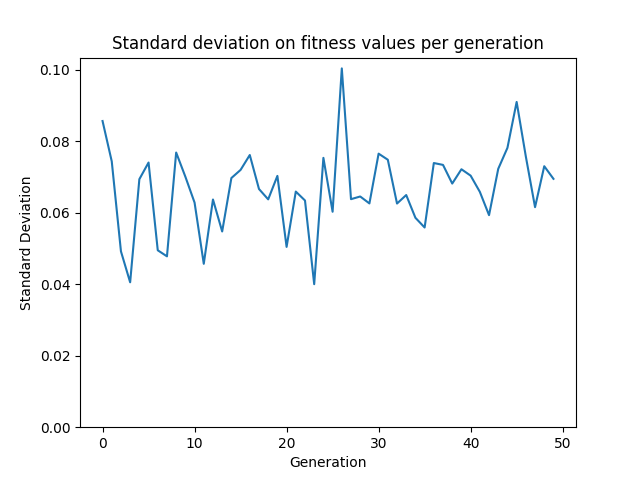 Standard deviation on fitness values per generation
0.10
0.08
0.06
0.04
0.02
0.00
Standard Deviation
0 10 20 30 40 50
Generation